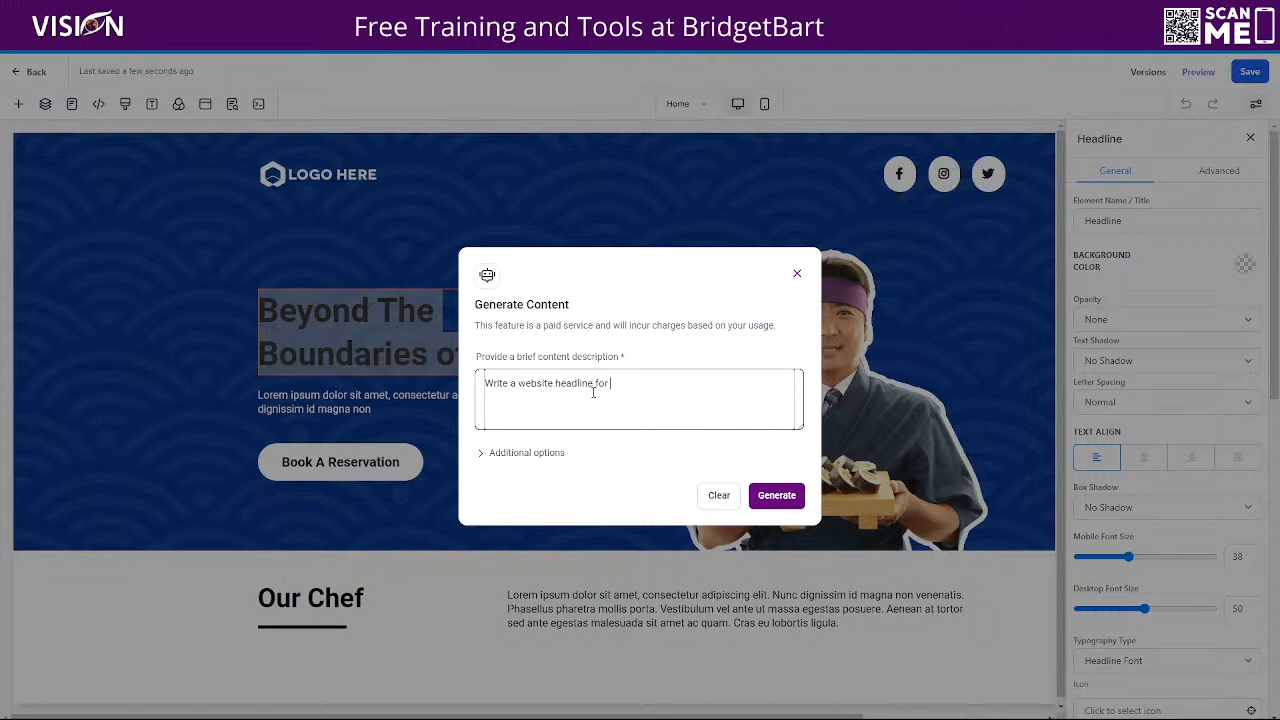 VISION
Free Training and Tools at BridgetBart
SCAN
ME
Back
Last saved a few seconds ago
Versions
Preview
Save
Home
Headline
General
Advanced
Element Name / Title
Headline
BACKGROUND
COLOR
Opacity
None
Text Shadow
No Shadow
Letter Spacing
Normal
TEXT ALIGN
Box Shadow
No Shadow
Mobile Font Size
38
Desktop Font Size
50
Typography Type
Headline Font
Icon
Click to select icon
LOGO HERE
Beyond The
Boundaries of
Lorem ipsum dolor sit amet, consectetur a
dignissim id magna non
Book A Reservation
Generate Content
This feature is a paid service and will incur charges based on your usage.
Provide a brief content description *
Write a website headline for
Additional options
Clear
Generate
Our Chef
Lorem ipsum dolor sit amet, consectetur adipiscing elit. Nunc dignissim id magna non venenatis.
Phasellus pharetra mollis porta. Vestibulum vel ante ut massa egestas posuere. Aenean at tortor
sed ante egestas malesuada sit amet ac quam. Cras eu lobortis ligula.